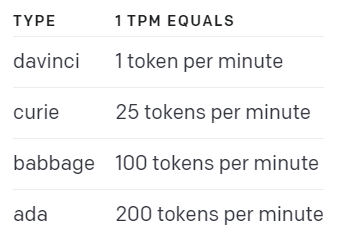 TYPE 1 TPM EQUALS
davinci 1 token per minute
curie 25 tokens per minute
babbage 100 tokens per minute
ada 200 tokens per minute